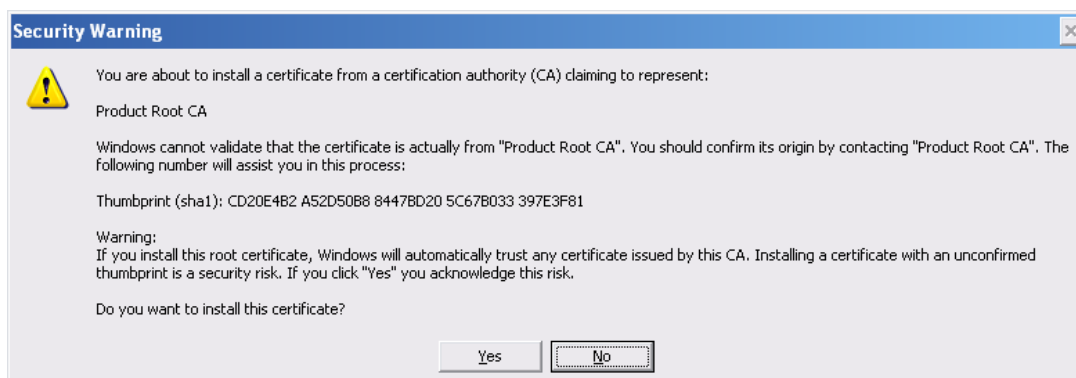 Security Warning
You are about to install a certificate from a certification authority (CA) claiming to represent:
Product Root CA
Windows cannot validate that the certificate is actually from "Product Root CA". You should confirm its origin by contacting "Product Root CA". The
following number will assist you in this process:
Thumbprint (sha1): CD20E4B2 A52D50B8 8447BD20 5C67B033 397E3F81
Warning:
If you install this root certificate, Windows will automatically trust any certificate issued by this CA. Installing a certificate with an unconfirmed
thumbprint is a security risk. If you click "Yes" you acknowledge this risk.
Do you want to install this certificate?
Yes No